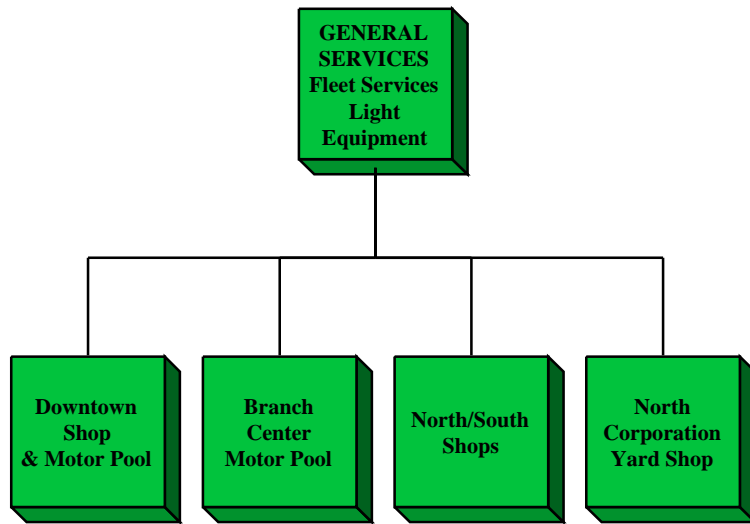 GENERAL
SERVICES
Fleet Services
Light
Equipment
Downtown
Shop
& Motor Pool
Branch
Center
Motor Pool
North/South
Shops
North
Corporation
Yard Shop